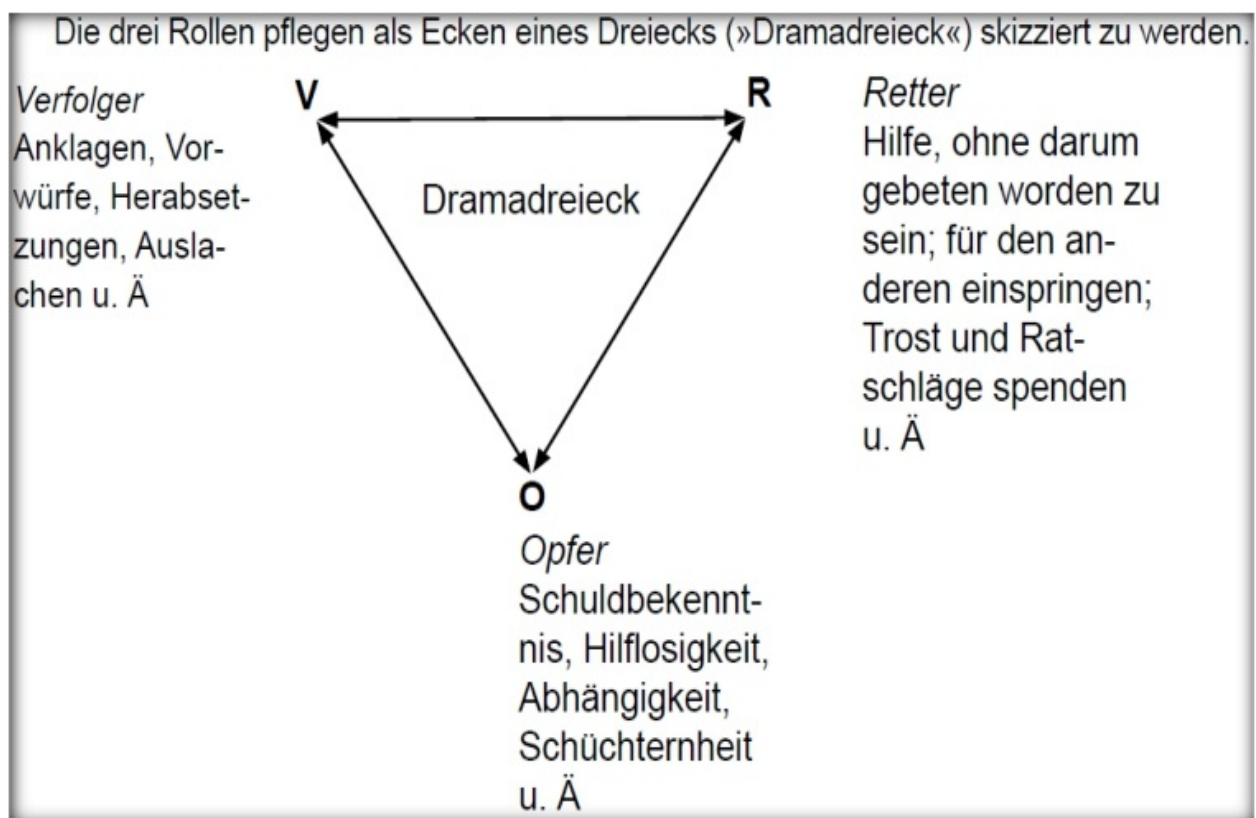 Die drei Rollen pflegen als Ecken eines Dreiecks (»Dramadreieck«) skizziert zu werden.
V
R
Verfolger
Anklagen, Vor-
würfe, Herabset-
zungen, Ausla-
chen u. Ä
Dramadreieck
Retter
Hilfe, ohne darum
gebeten worden zu
sein; für den an-
deren einspringen;
Trost und Rat-
schläge spenden
u. Ä
O
Opfer
Schuldbekennt-
nis, Hilflosigkeit,
Abhängigkeit,
Schüchternheit
u. Ä